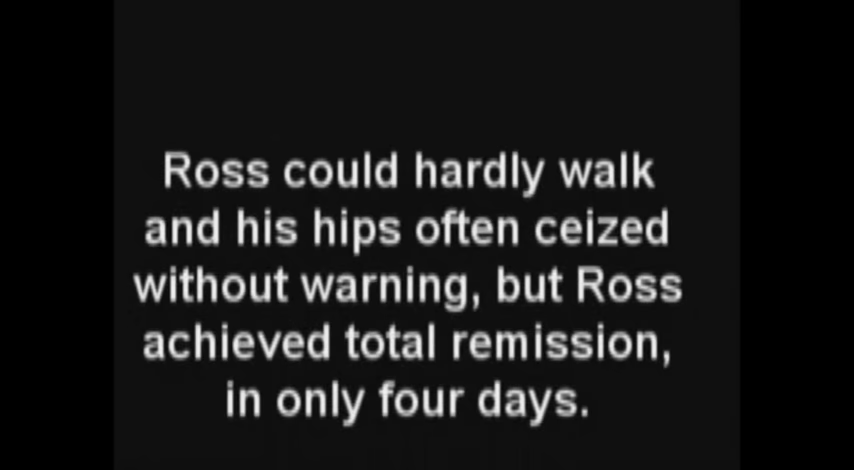 Ross could hardly walk
and his hips often ceized
without warning, but Ross
achieved total remission,
in only four days.